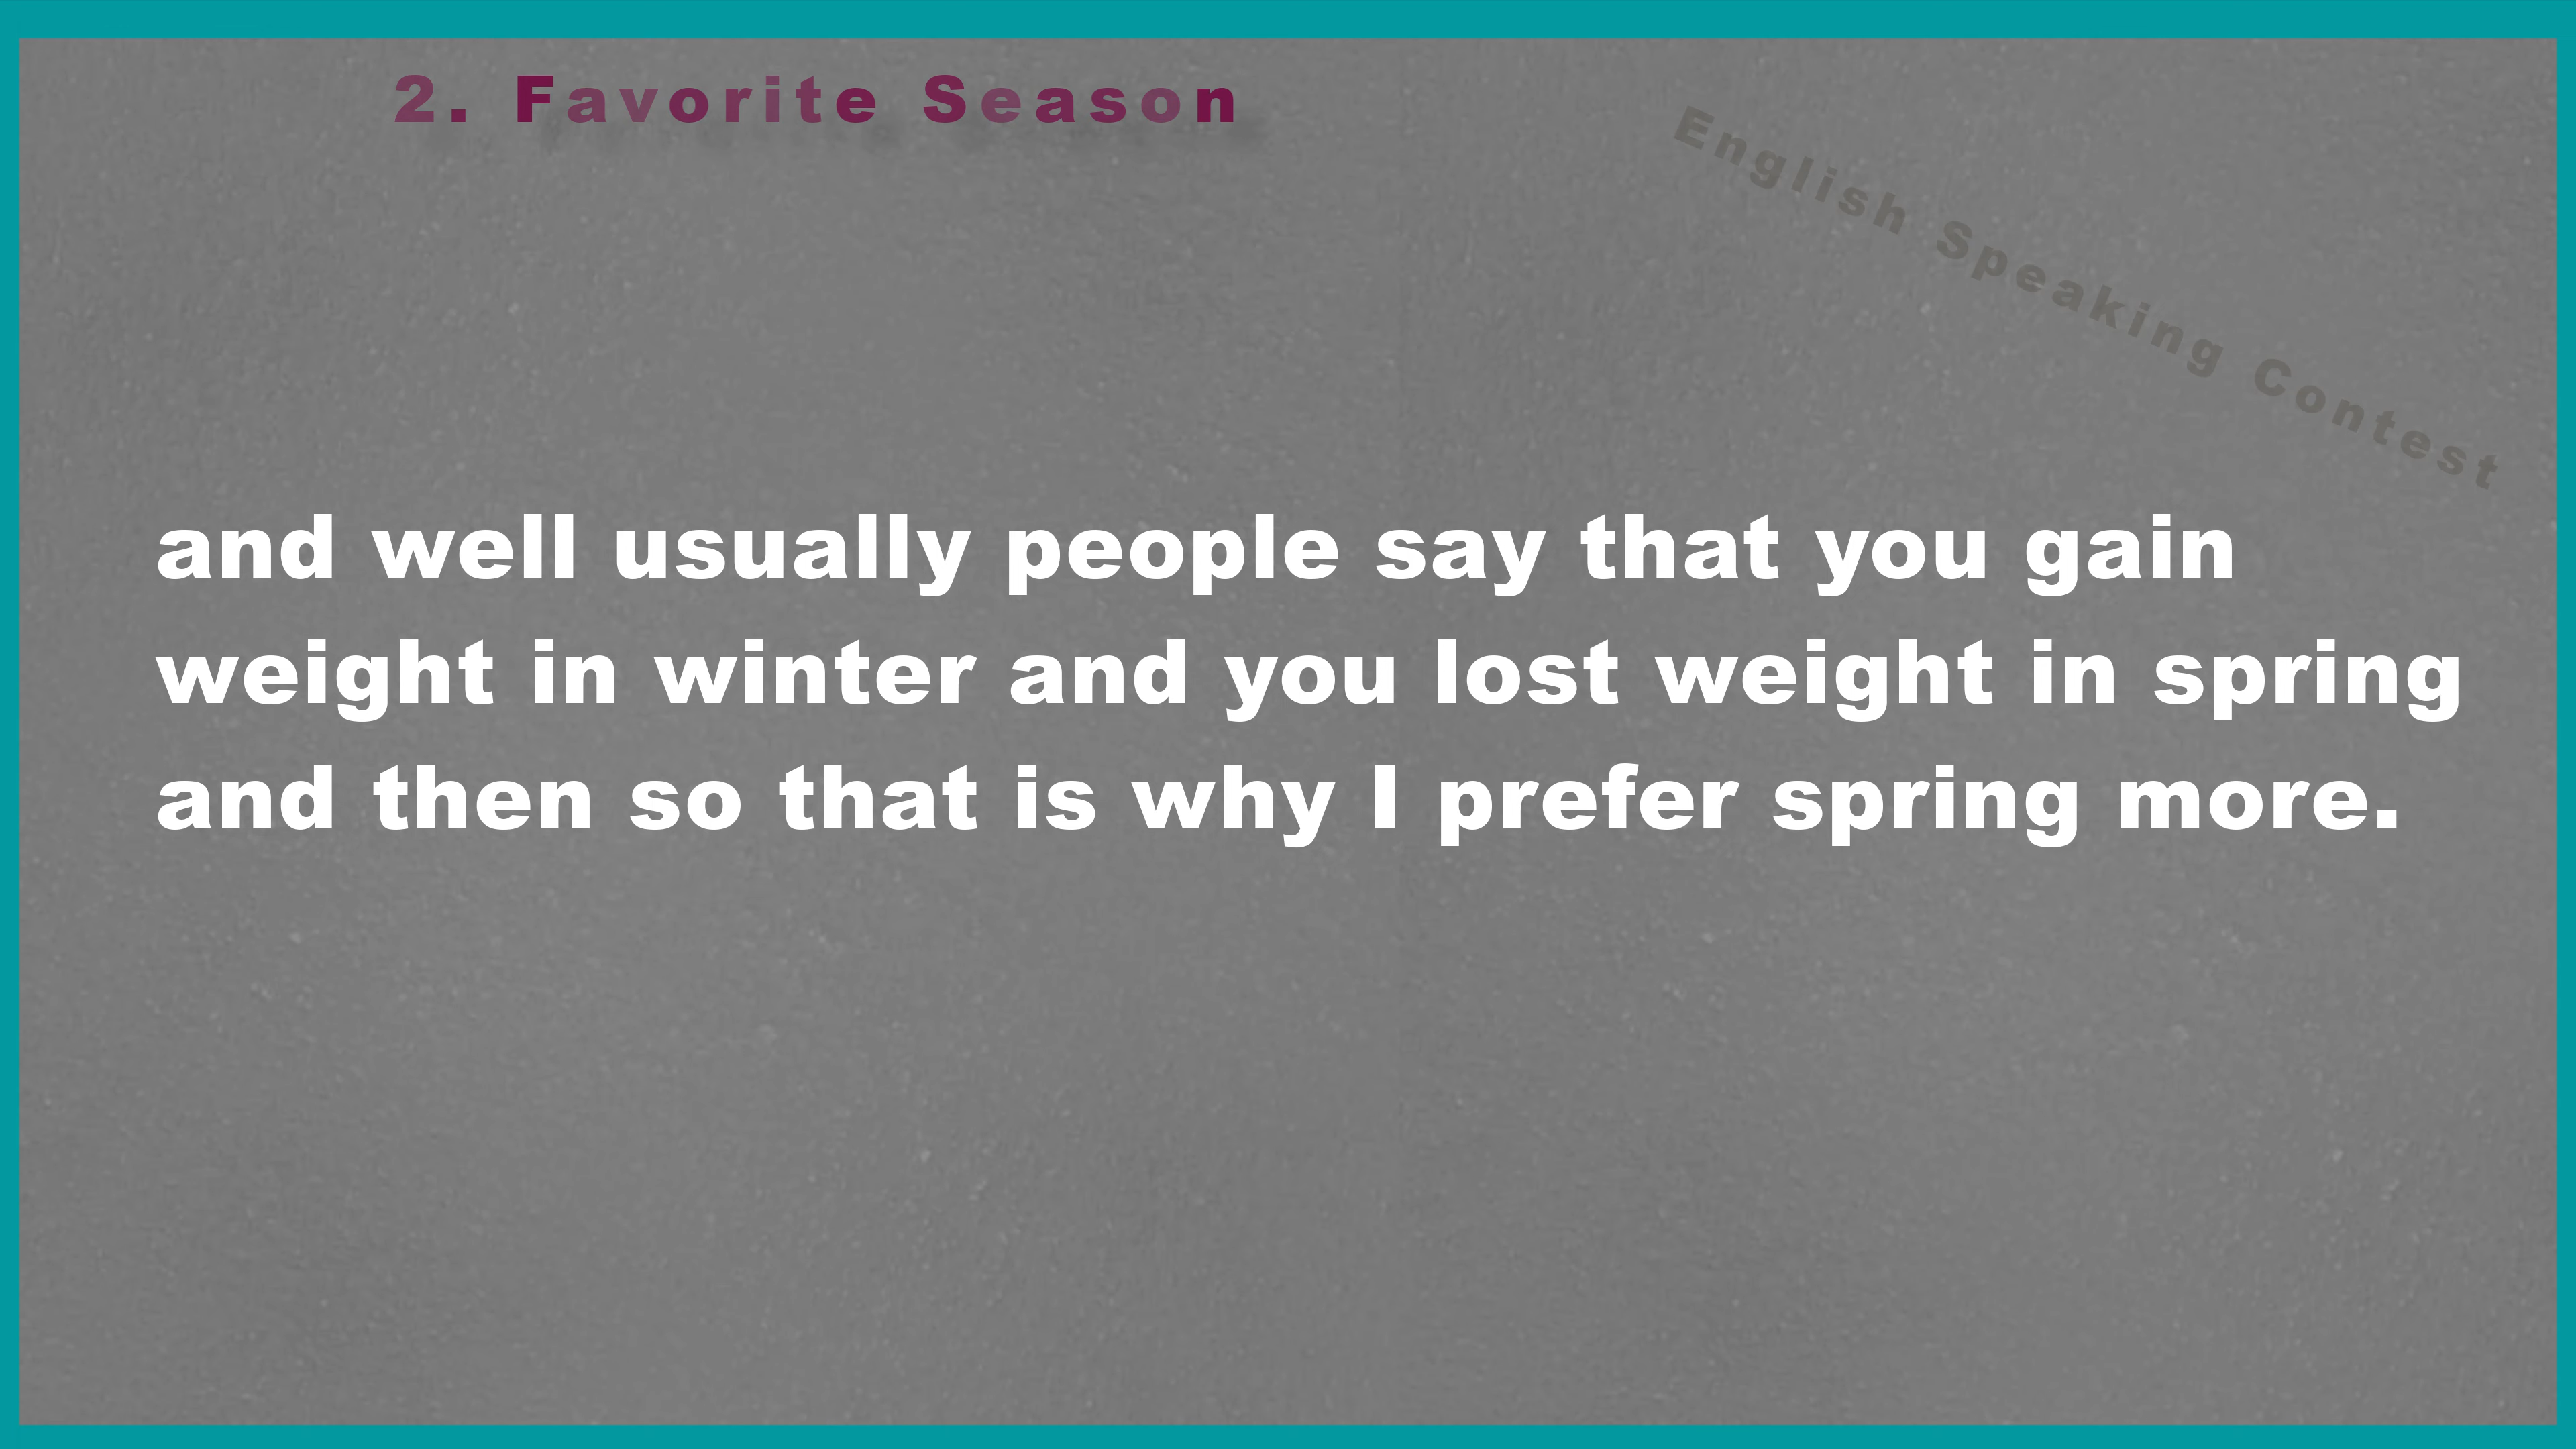 2. Favorite Season
English Speaking Contest
and well usually people say that you gain
weight in winter and you lost weight in spring
and then so that is why I prefer spring more.